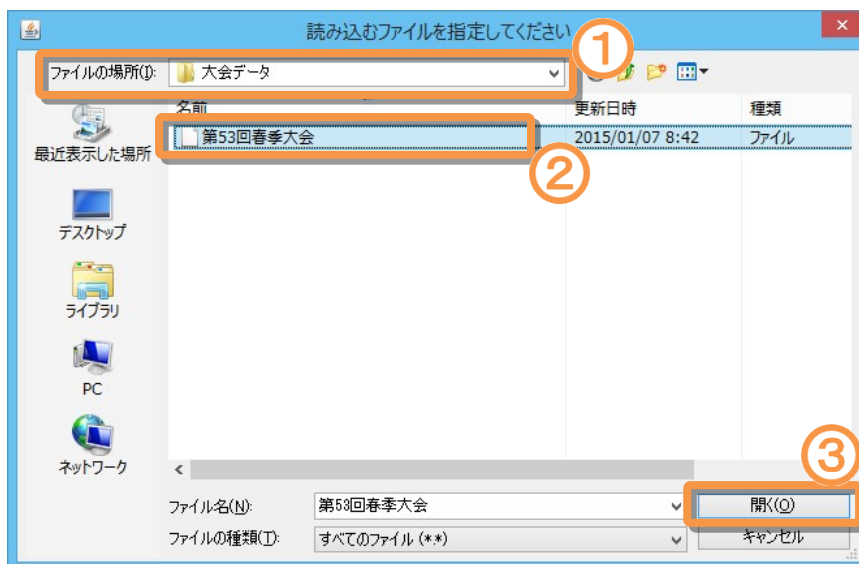 読み込むファイルを指定してください
①
ファイルの場所(I):
大会データ
名前
更新日時
種類
第53回春季大会
2015/01/07 8:42
ファイル
②
最近表示した場所
デスクトップ
ライブラリ
PC
ネットワーク
③
ファイル名(N):
第53回春季大会
開く(O)
ファイルの種類(T):
すべてのファイル (*.*)
キャンセル